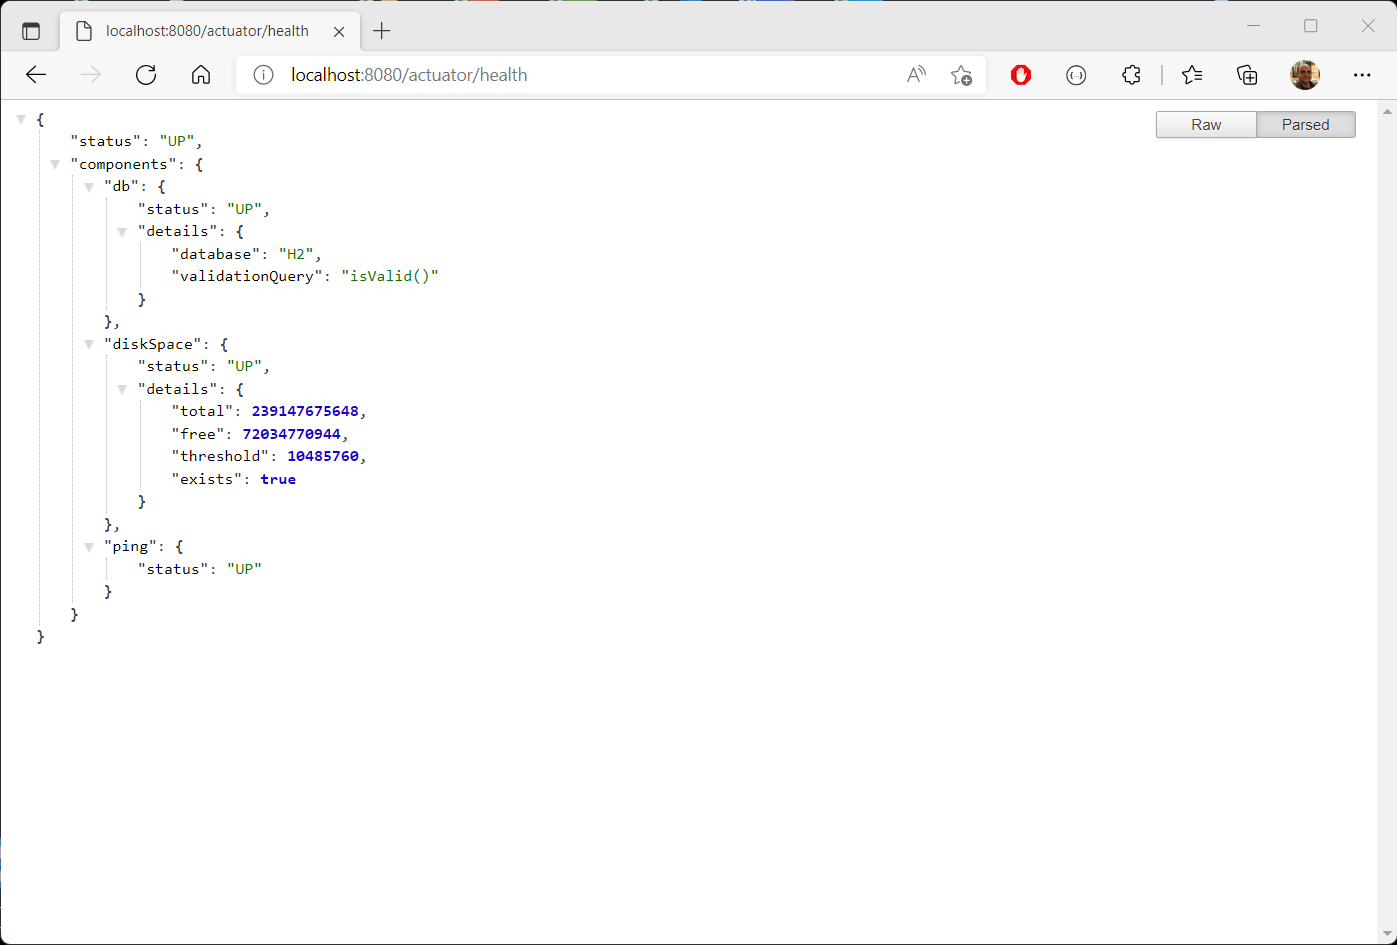 localhost:8080/actuator/health
localhost:8080/actuator/health
Raw
Parsed
{
"status": "UP",
"components": {
"db": {
"status": "UP",
"details": {
"database": "H2",
"validationQuery": "isValid()"
}
},
"diskSpace": {
"status": "UP",
"details": {
"total": 239147675648,
"free": 72034770944,
"threshold": 10485760,
"exists": true
}
},
"ping": {
"status": "UP"
}
}
}